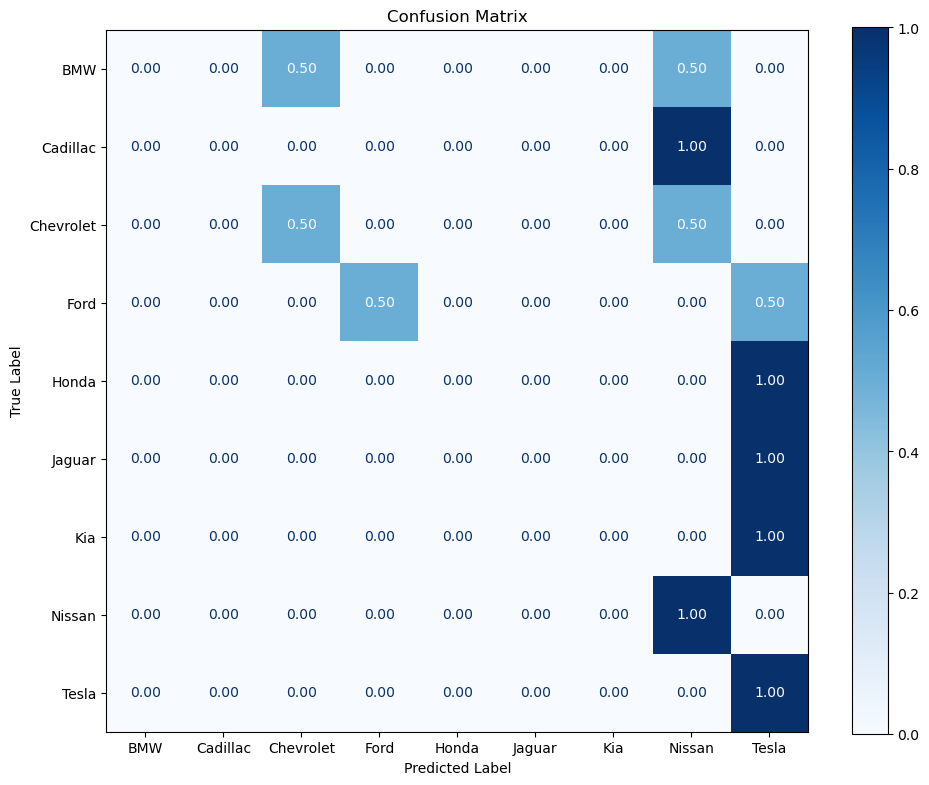 Confusion Matrix
BMW 0.00 0.00 0.50 0.00 0.00 0.00 0.00 0.50 0.00
Cadillac 0.00 0.00 0.00 0.00 0.00 0.00 0.00 1.00 0.00
Chevrolet 0.00 0.00 0.50 0.00 0.00 0.00 0.00 0.50 0.00
Ford 0.00 0.00 0.00 0.50 0.00 0.00 0.00 0.00 0.50
Honda 0.00 0.00 0.00 0.00 0.00 0.00 0.00 0.00 1.00
Jaguar 0.00 0.00 0.00 0.00 0.00 0.00 0.00 0.00 1.00
Kia 0.00 0.00 0.00 0.00 0.00 0.00 0.00 0.00 1.00
Nissan 0.00 0.00 0.00 0.00 0.00 0.00 0.00 1.00 0.00
Tesla 0.00 0.00 0.00 0.00 0.00 0.00 0.00 0.00 1.00
BMW Cadillac Chevrolet Ford Honda Jaguar Kia Nissan Tesla
Predicted Label
True Label
1.0
0.8
0.6
0.4
0.2
0.0